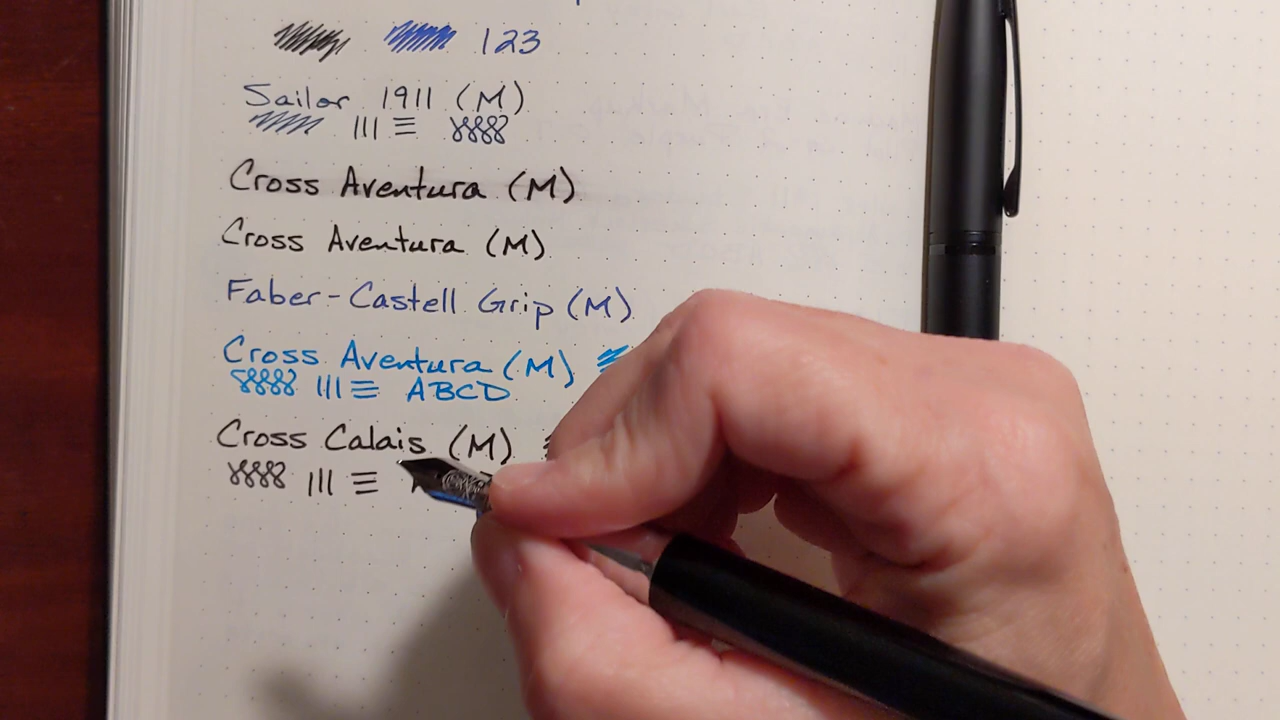 123
Sailor 1911 (M)
||| ≡
Cross Aventura (M)
Cross Aventura (M)
Faber-Castell Grip (M)
Cross Aventura (M)
||| ≡ ABCD
Cross Calais (M)
||| ≡